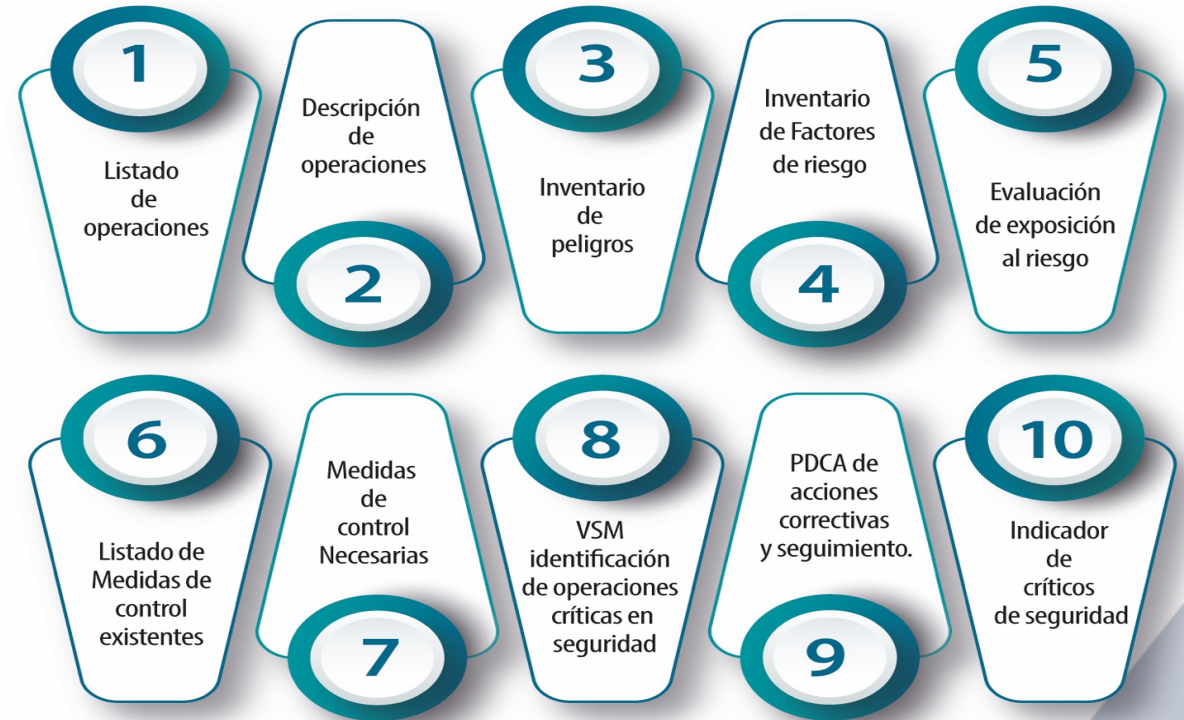 1
Listado
de
operaciones
Descripción
de
operaciones
2
3
Inventario
de
peligros
Inventario
de Factores
de riesgo
4
5
Evaluación
de exposición
al riesgo
6
Listado de
Medidas de
control
existentes
Medidas
de
control
Necesarias
7
8
VSM
identificación
de operaciones
críticas en
seguridad
PDCA de
acciones
correctivas
y seguimiento.
9
10
Indicador
de
críticos
de seguridad